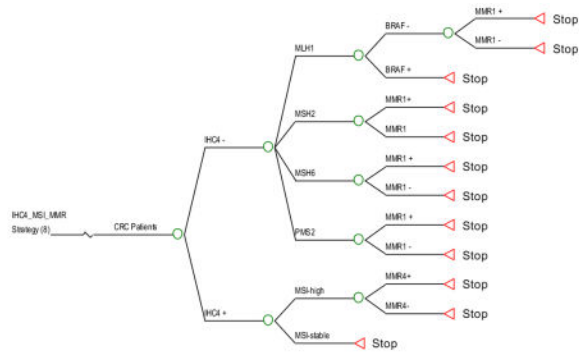 MMR1 +
Stop
BRAF -
MMR1 -
Stop
MLH1
BRAF +
Stop
MMR1+
Stop
MSH2
MMR1
Stop
IHC4 -
MMR1 +
Stop
MSH6
MMR1 -
Stop
MMR1 +
Stop
PMS2
MMR1 -
Stop
IHC4_MSI_MMR
Strategy (8)
CRC Patients
MMR4+
Stop
MSI-high
MMR4-
Stop
IHC4 +
MSI-stable
Stop